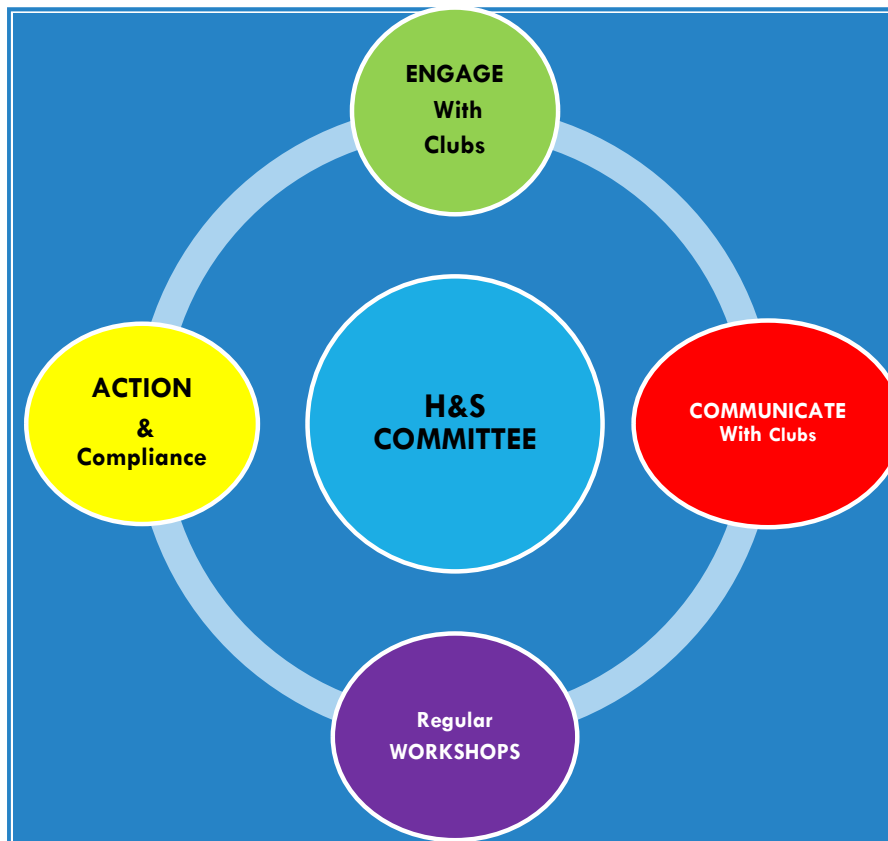 ENGAGE
With
Clubs
ACTION
&
Compliance
H&S
COMMITTEE
COMMUNICATE
With Clubs
Regular
WORKSHOPS